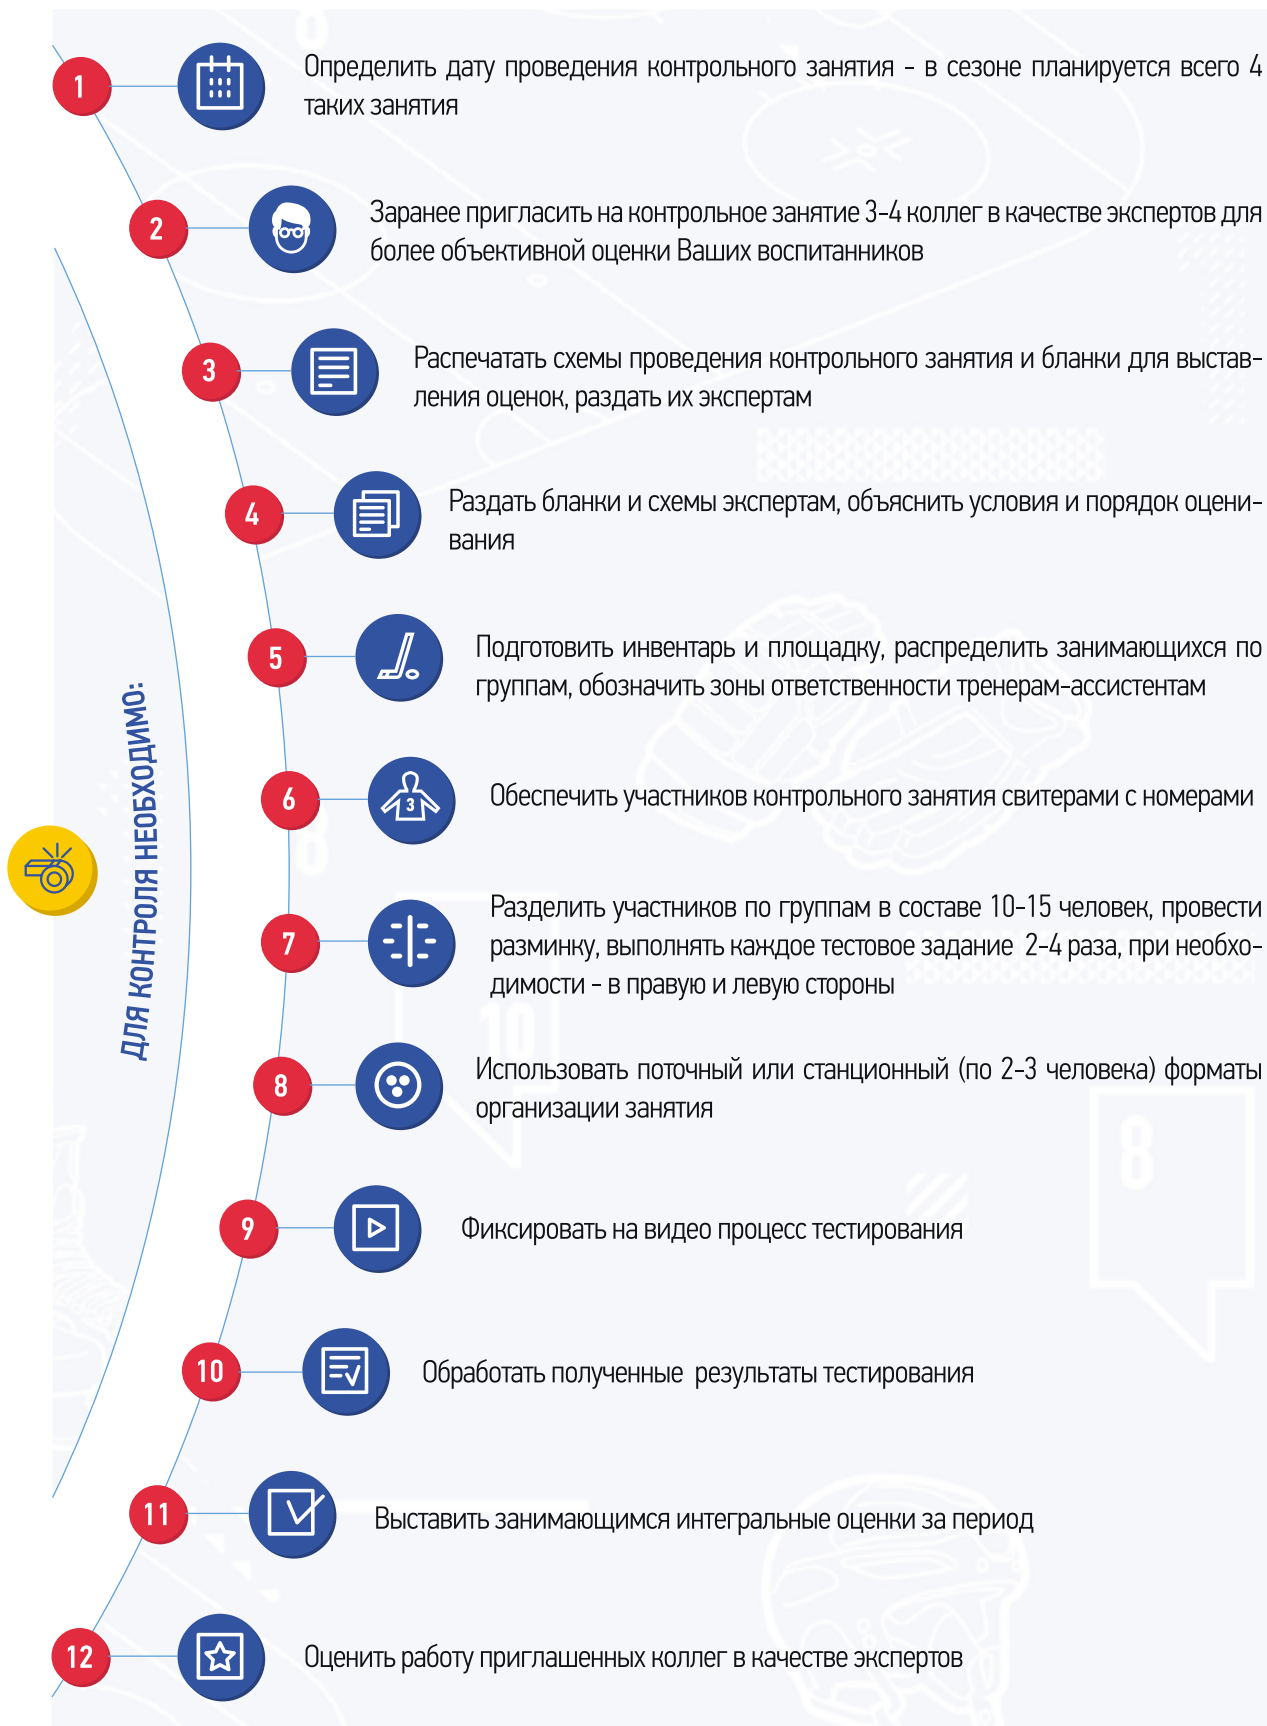 ДЛЯ КОНТРОЛЯ НЕОБХОДИМО:
1
Определить дату проведения контрольного занятия - в сезоне планируется всего 4
таких занятия
2
Заранее пригласить на контрольное занятие 3-4 коллег в качестве экспертов для
более объективной оценки Ваших воспитанников
3
Распечатать схемы проведения контрольного занятия и бланки для выстав-
ления оценок, раздать их экспертам
4
Раздать бланки и схемы экспертам, объяснить условия и порядок оцени-
вания
5
Подготовить инвентарь и площадку, распределить занимающихся по
группам, обозначить зоны ответственности тренерам-ассистентам
6
3
Обеспечить участников контрольного занятия свитерами с номерами
7
Разделить участников по группам в составе 10-15 человек, провести
разминку, выполнять каждое тестовое задание 2-4 раза, при необхо-
димости - в правую и левую стороны
10
8
Использовать поточный или станционный (по 2-3 человека) форматы
организации занятия
8
9
Фиксировать на видео процесс тестирования
10
Обработать полученные результаты тестирования
11
Выставить занимающимся интегральные оценки за период
12
Оценить работу приглашенных коллег в качестве экспертов